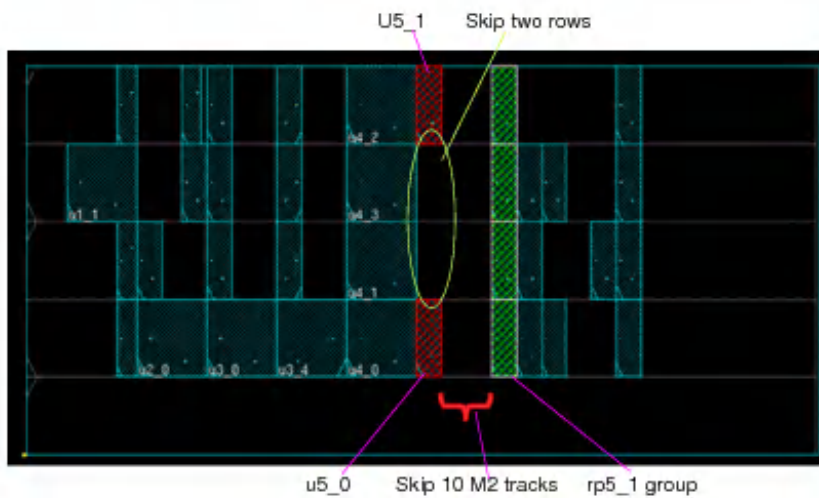 U5_1 Skip two rows
u4_2
u1_1 u4_3
u4_1
u2_0 u3_0 u3_4 u4_0
u5_0 Skip 10 M2 tracks rp5_1 group